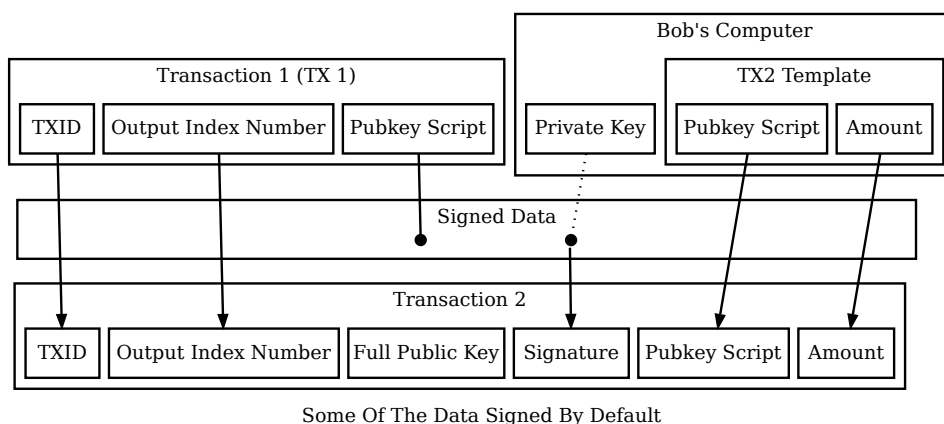 Bob's Computer
Transaction 1 (TX 1)
TX2 Template
TXID
Output Index Number
Pubkey Script
Private Key
Pubkey Script
Amount
Signed Data
Transaction 2
TXID
Output Index Number
Full Public Key
Signature
Pubkey Script
Amount
Some Of The Data Signed By Default